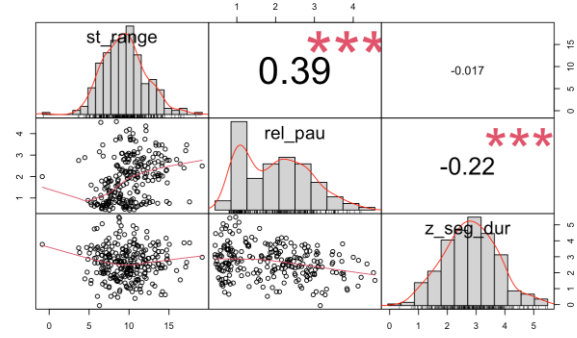 1 2 3 4
st_range
0.39
***
-0.017
0 5 10 15
1 2 3 4
rel_pau
-0.22
***
z_seg_dur
0 1 2 3 4 5
0 5 10 15
0 1 2 3 4 5